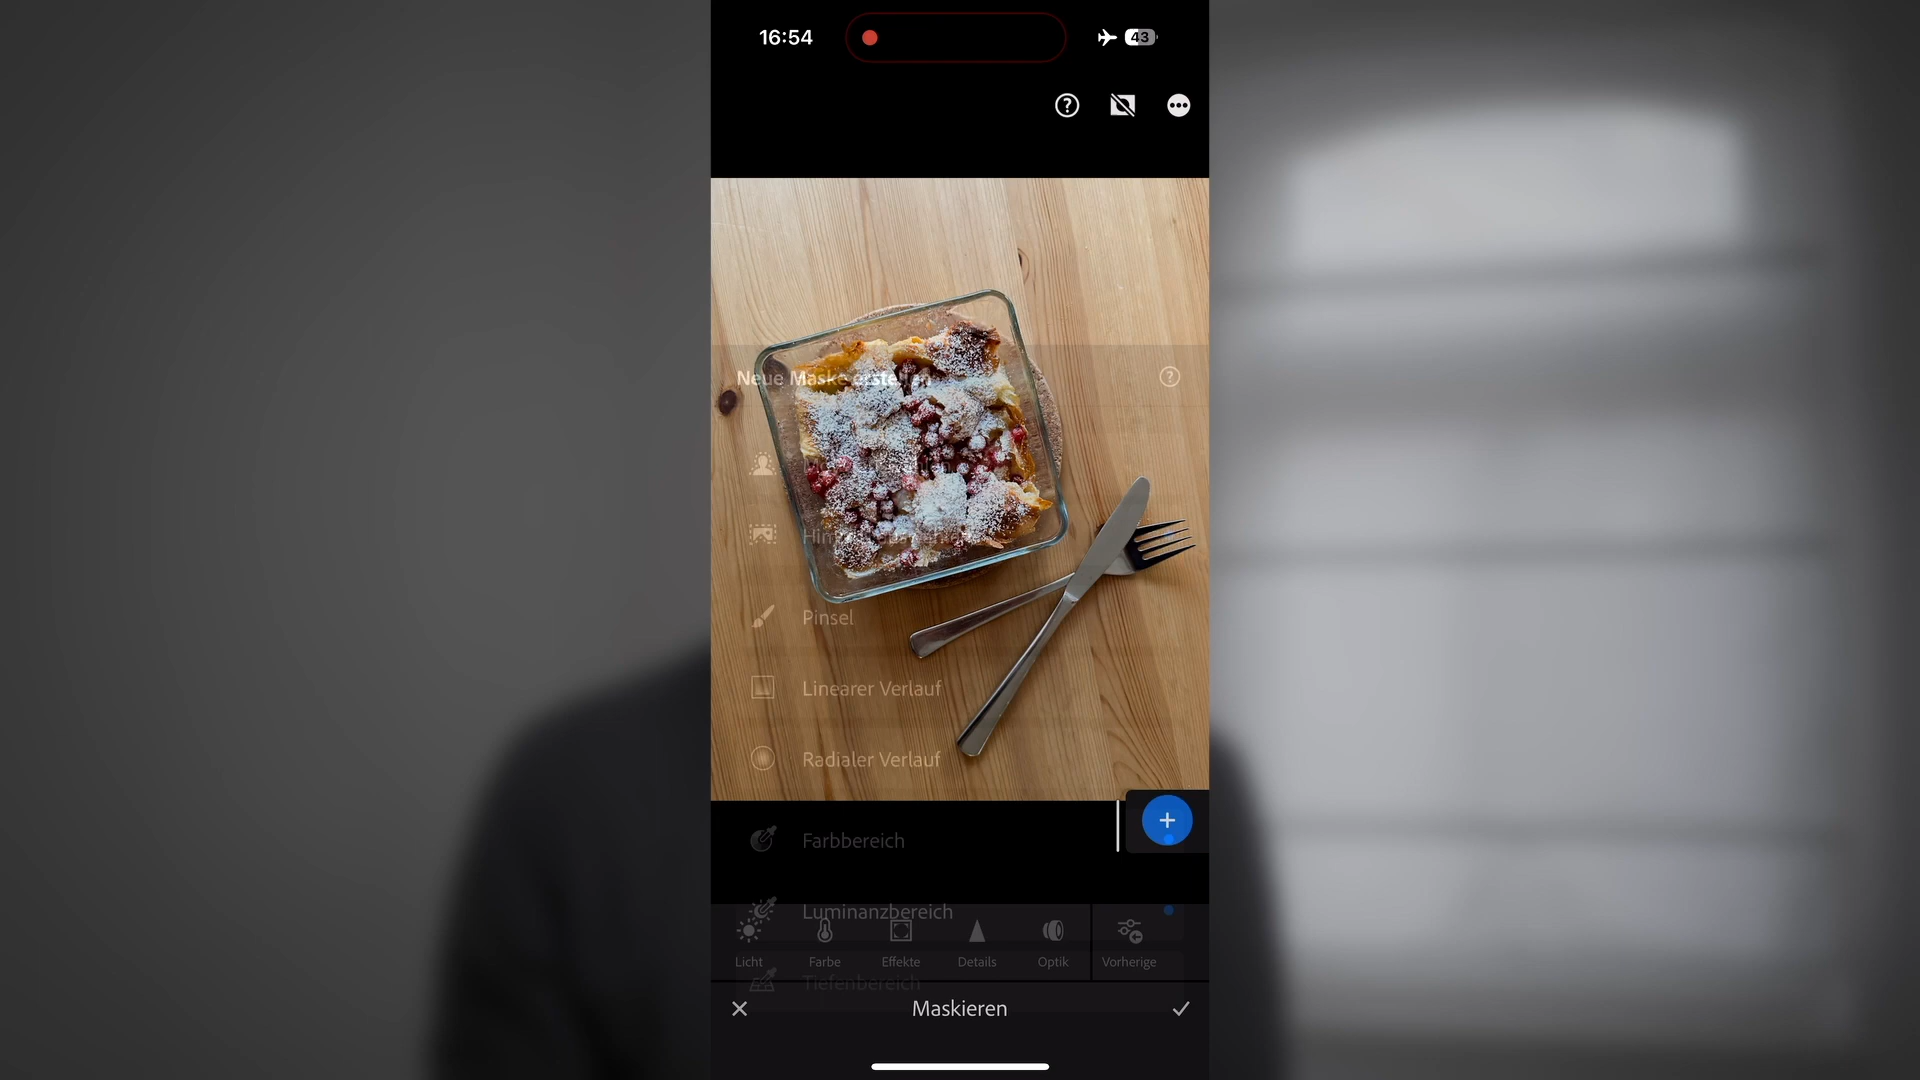 16:54
43
Neue Maske erstellen
Pinsel
Linearer Verlauf
Radialer Verlauf
Farbbereich
Luminanzbereich
Licht
Farbe
Effekte
Details
Optik
Vorherige
Tiefenbereich
Maskieren